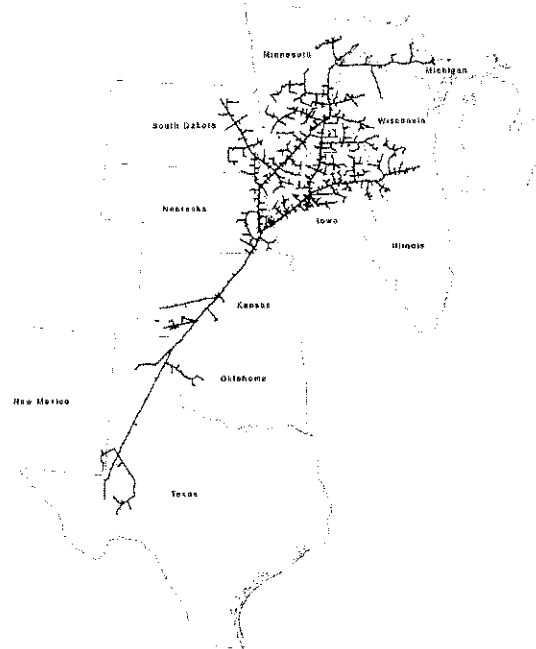 Minnesota
Michigan
South Dakota
Wisconsin
Nebraska
Iowa
Illinois
Kansas
Oklahoma
New Mexico
Texas